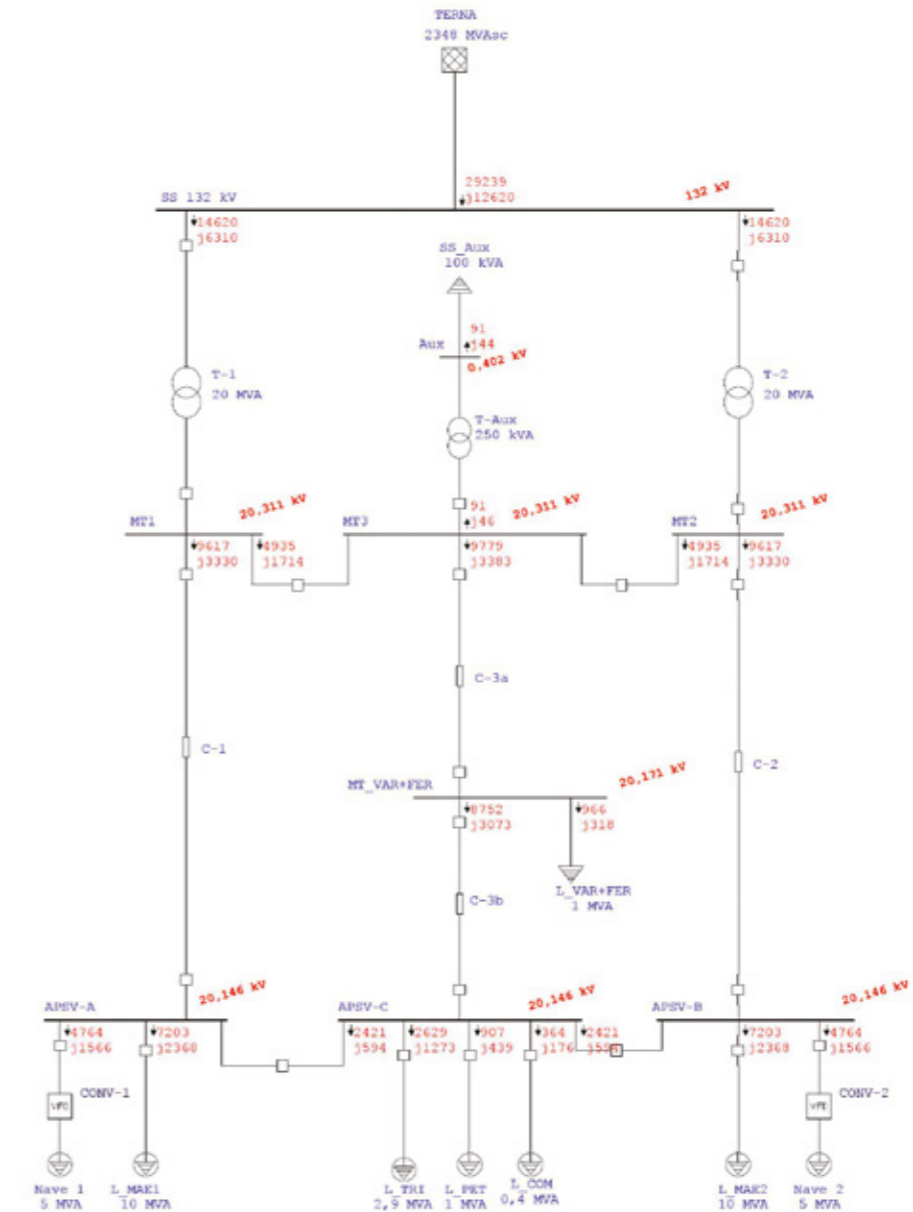 TERNA
2348 MVAsc
29239
j12620
SS 132 kV
132 kV
14620
j6310
14620
j6310
SS_Aux
100 kVA
91
j44
Aux
0,402 kV
T-1
20 MVA
T-Aux
250 kVA
T-2
20 MVA
20,311 kV
91
j46
20,311 kV
20,311 kV
MT1
MT3
MT2
9617
j3330
4935
j1714
9779
j3383
4935
j1714
9617
j3330
C-3a
C-1
C-2
20,171 kV
MT_VAR+FER
8752
j3073
966
j318
L_VAR+FER
1 MVA
C-3b
20,146 kV
20,146 kV
20,146 kV
APSV-A
APSV-C
APSV-B
4764
j1566
7203
j2368
2421
j594
2629
j1273
907
j439
364
j176
2421
j594
7203
j2368
4764
j1566
CONV-1
VFD
CONV-2
VFD
Nave 1
5 MVA
L_MAE1
10 MVA
L_TRI
2,9 MVA
L_PET
1 MVA
L_COM
0,4 MVA
L_MAE2
10 MVA
Nave 2
5 MVA